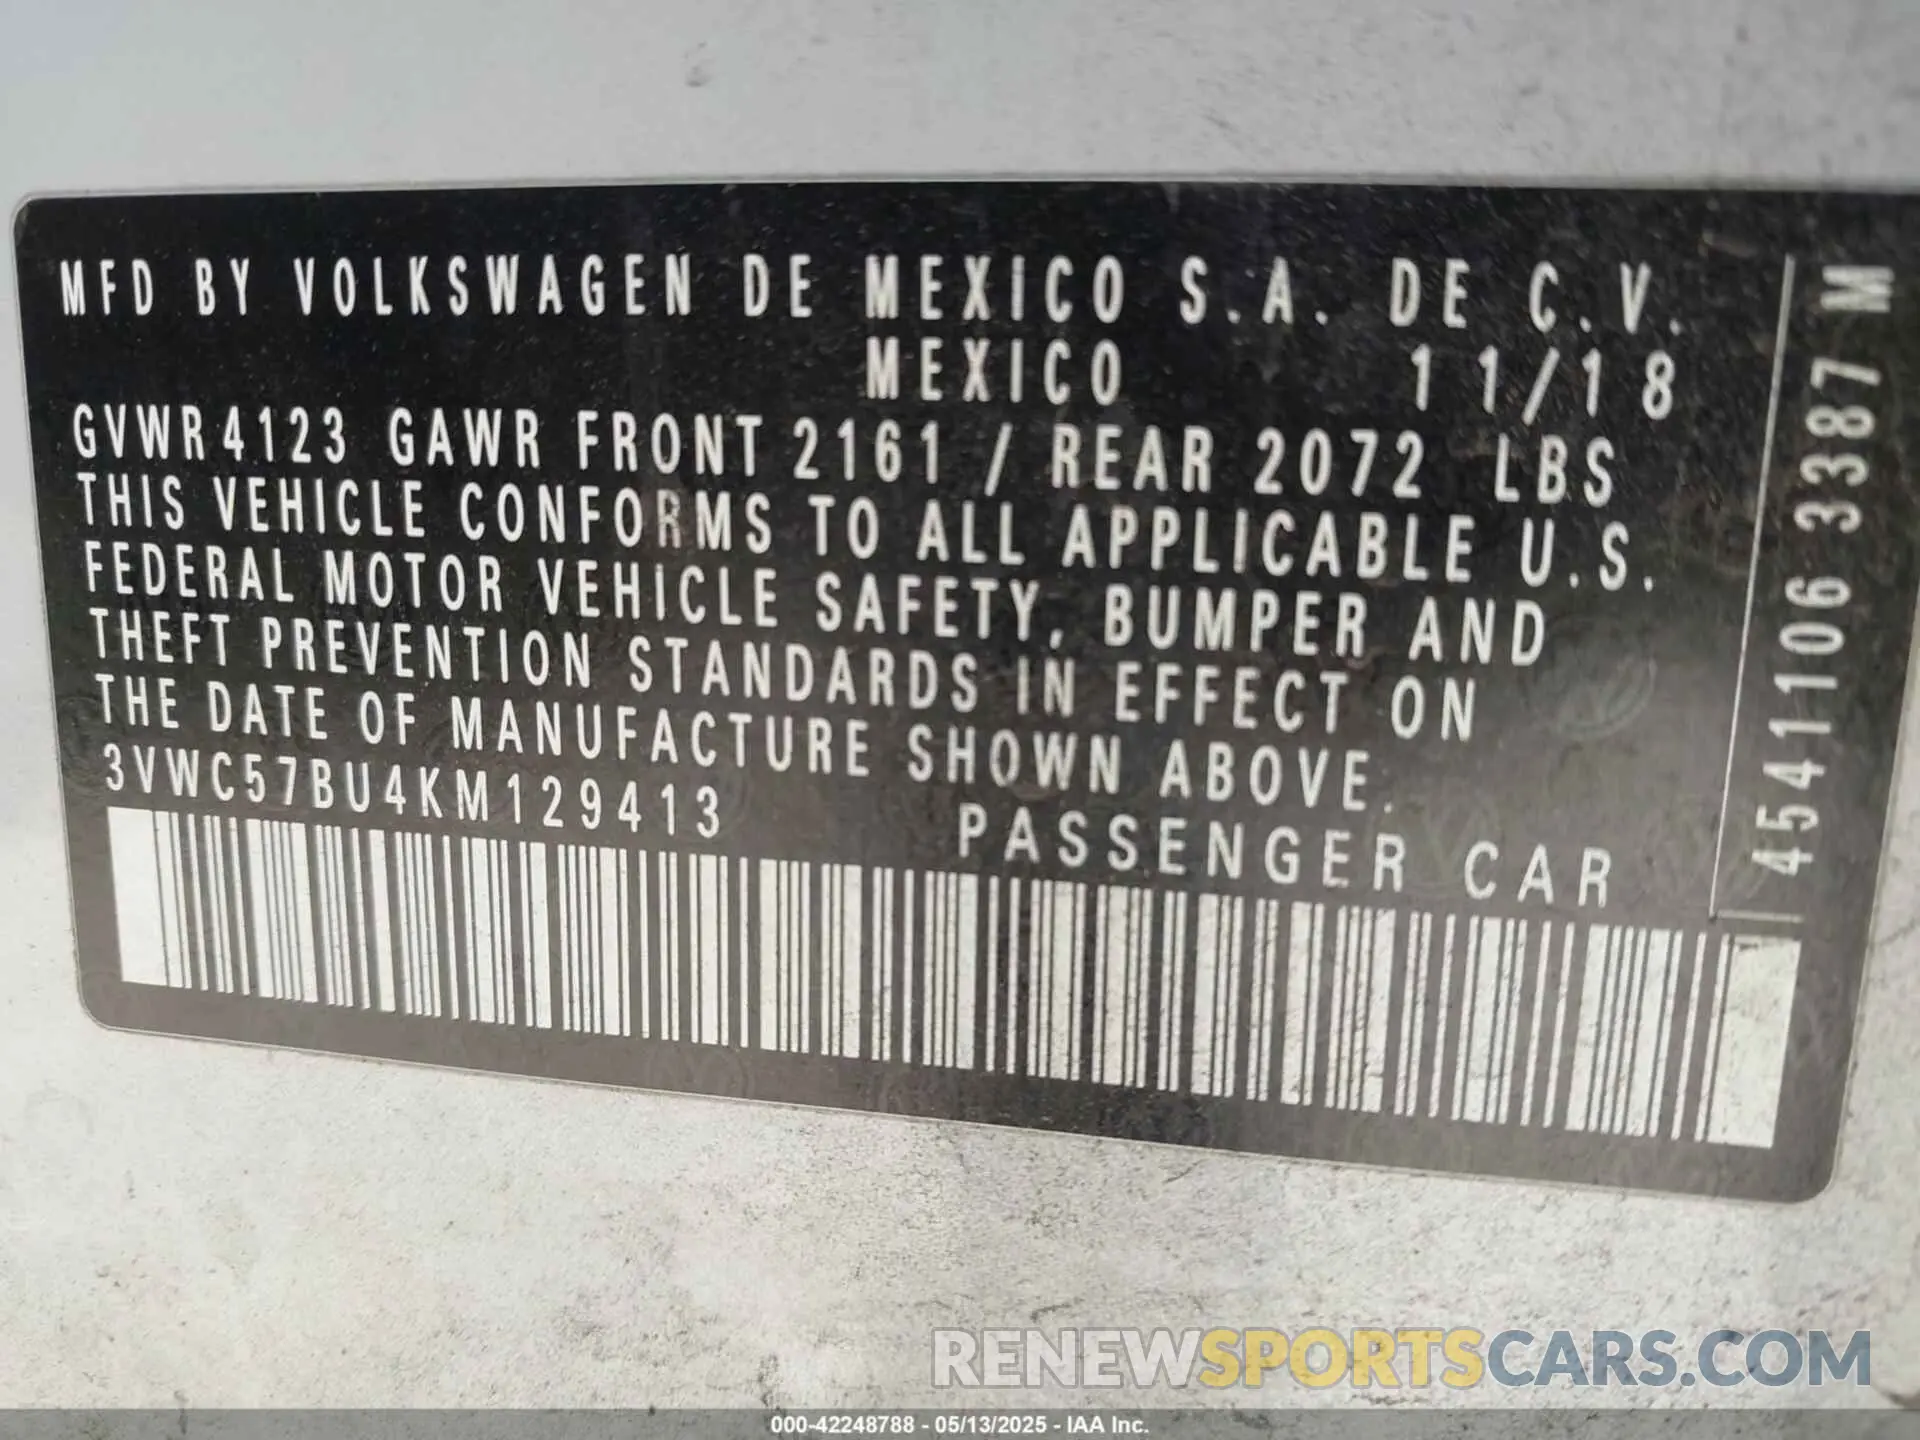 MFD BY VOLKSWAGEN DE MEXICO S.A. DE C.V.
MEXICO 11/18
GVWR 4123 GAWR FRONT 2161 / REAR 2072 LBS
THIS VEHICLE CONFORMS TO ALL APPLICABLE U.S.
FEDERAL MOTOR VEHICLE SAFETY, BUMPER AND
THEFT PREVENTION STANDARDS IN EFFECT ON
THE DATE OF MANUFACTURE SHOWN ABOVE.
3VWC57BU4KM129413
PASSENGER CAR
4541106 3387 M
RENEWSPORTSCARS.COM
000-42248788 - 05/13/2025 - IAA Inc.